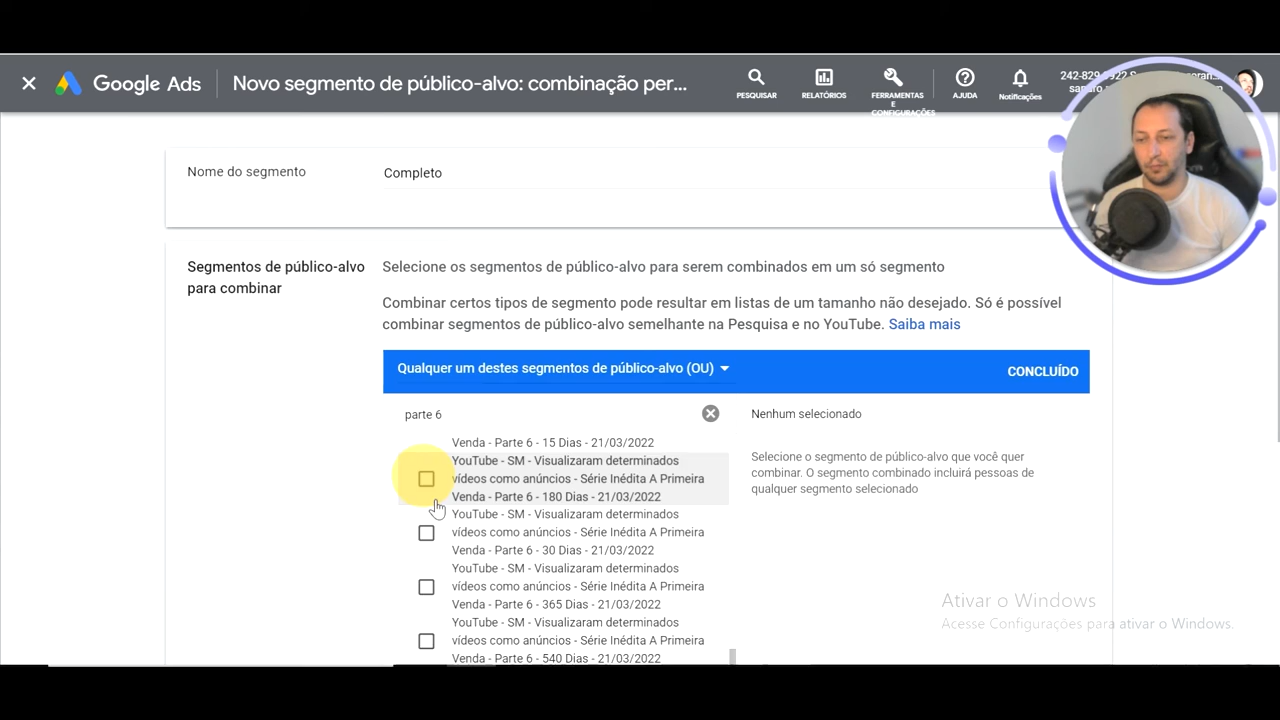 Google Ads
Novo segmento de público-alvo: combinação per...
PESQUISAR
RELATÓRIOS
FERRAMENTAS
E
CONFIGURAÇÕES
AJUDA
Notificações
Nome do segmento
Completo
Segmentos de público-alvo
para combinar
Selecione os segmentos de público-alvo para serem combinados em um só segmento
Combinar certos tipos de segmento pode resultar em listas de um tamanho não desejado. Só é possível
combinar segmentos de público-alvo semelhante na Pesquisa e no YouTube. Saiba mais
Qualquer um destes segmentos de público-alvo (OU)
CONCLUÍDO
parte 6
Nenhum selecionado
Venda - Parte 6 - 15 Dias - 21/03/2022
YouTube - SM - Visualizaram determinados
vídeos como anúncios - Série Inédita A Primeira
Venda - Parte 6 - 180 Dias - 21/03/2022
YouTube - SM - Visualizaram determinados
vídeos como anúncios - Série Inédita A Primeira
Venda - Parte 6 - 30 Dias - 21/03/2022
YouTube - SM - Visualizaram determinados
vídeos como anúncios - Série Inédita A Primeira
Venda - Parte 6 - 365 Dias - 21/03/2022
YouTube - SM - Visualizaram determinados
vídeos como anúncios - Série Inédita A Primeira
Venda - Parte 6 - 540 Dias - 21/03/2022
Selecione o segmento de público-alvo que você quer
combinar. O segmento combinado incluirá pessoas de
qualquer segmento selecionado
Ativar o Windows
Acesse Configurações para ativar o Windows.